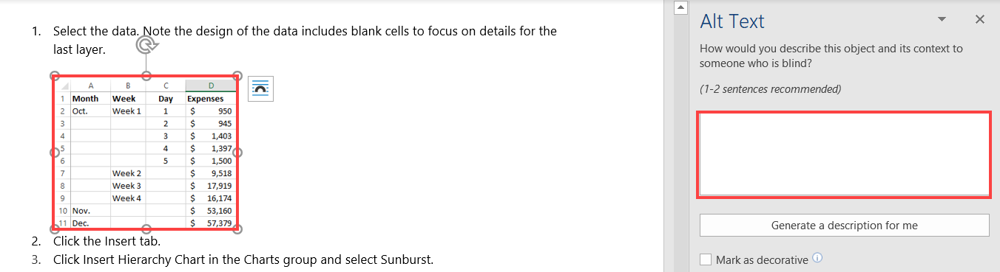 1. Select the data. Note the design of the data includes blank cells to focus on details for the
last layer.
A B C D
1 Month Week Day Expenses
2 Oct. Week 1 1 $ 950
3 2 $ 945
4 3 $ 1,403
5 4 $ 1,397
6 5 $ 1,500
7 Week 2 $ 9,518
8 Week 3 $ 17,919
9 Week 4 $ 16,174
10 Nov. $ 53,160
11 Dec. $ 57,379
2. Click the Insert tab.
3. Click Insert Hierarchy Chart in the Charts group and select Sunburst.
Alt Text
How would you describe this object and its context to
someone who is blind?
(1-2 sentences recommended)
Generate a description for me
Mark as decorative